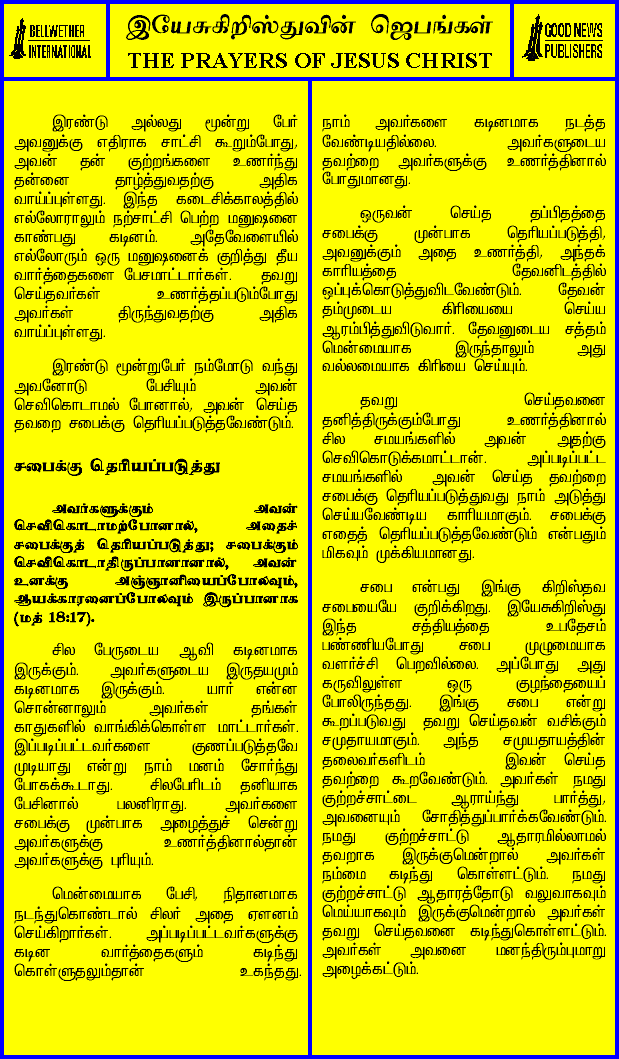 BELLWETHER
INTERNATIONAL
இயேசுகிறிஸ்துவின் ஜெபங்கள்
THE PRAYERS OF JESUS CHRIST
GOOD NEWS
PUBLISHERS
இரண்டு அல்லது மூன்று பேர்
அவனுக்கு எதிராக சாட்சி கூறும்போது,
அவன் தன் குற்றங்களை உணர்ந்து
தன்னை தாழ்த்துவதற்கு அதிக
வாய்ப்புள்ளது. இந்த கடைசிக்காலத்தில்
எல்லோராலும் நற்சாட்சி பெற்ற மனுஷனை
காண்பது கடினம். அதேவேளையில்
எல்லோரும் ஒரு மனுஷனைக் குறித்து தீய
வார்த்தைகளை பேசமாட்டார்கள். தவறு
செய்தவர்கள் உணர்த்தப்படும்போது
அவர்கள் திருந்துவதற்கு அதிக
வாய்ப்புள்ளது.
இரண்டு மூன்றுபேர் நம்மோடு வந்து
அவனோடு பேசியும் அவன்
செவிகொடாமல் போனால், அவன் செய்த
தவறை சபைக்கு தெரியப்படுத்தவேண்டும்.
சபைக்கு தெரியப்படுத்து
அவர்களுக்கும் அவன்
செவிகொடாமற்போனால், அதைச்
சபைக்குத் தெரியப்படுத்து; சபைக்கும்
செவிகொடாதிருப்பானானால், அவன்
உனக்கு அஞ்ஞானியைப்போலவும்,
ஆயக்காரனைப்போலவும் இருப்பானாக
(மத் 18:17).
சில பேருடைய ஆவி கடினமாக
இருக்கும். அவர்களுடைய இருதயமும்
கடினமாக இருக்கும். யார் என்ன
சொன்னாலும் அவர்கள் தங்கள்
காதுகளில் வாங்கிக்கொள்ள மாட்டார்கள்.
இப்படிப்பட்டவர்களை குணப்படுத்தவே
முடியாது என்று நாம் மனம் சோர்ந்து
போகக்கூடாது. சிலபேரிடம் தனியாக
பேசினால் பலனிராது. அவர்களை
சபைக்கு முன்பாக அழைத்துச் சென்று
அவர்களுக்கு உணர்த்தினால்தான்
அவர்களுக்கு புரியும்.
மென்மையாக பேசி, நிதானமாக
நடந்துகொண்டால் சிலர் அதை ஏளனம்
செய்கிறார்கள். அப்படிப்பட்டவர்களுக்கு
கடின வார்த்தைகளும் கடிந்து
கொள்ளுதலும்தான் உகந்தது.
நாம் அவர்களை கடினமாக நடத்த
வேண்டியதில்லை. அவர்களுடைய
தவற்றை அவர்களுக்கு உணர்த்தினால்
போதுமானது.
ஒருவன் செய்த தப்பிதத்தை
சபைக்கு முன்பாக தெரியப்படுத்தி,
அவனுக்கும் அதை உணர்த்தி, அந்தக்
காரியத்தை தேவனிடத்தில்
ஒப்புக்கொடுத்துவிடவேண்டும். தேவன்
தம்முடைய கிரியையை செய்ய
ஆரம்பித்துவிடுவார். தேவனுடைய சத்தம்
மென்மையாக இருந்தாலும் அது
வல்லமையாக கிரியை செய்யும்.
தவறு செய்தவனை
தனித்திருக்கும்போது உணர்த்தினால்
சில சமயங்களில் அவன் அதற்கு
செவிகொடுக்கமாட்டான். அப்படிப்பட்ட
சமயங்களில் அவன் செய்த தவற்றை
சபைக்கு தெரியப்படுத்துவது நாம் அடுத்து
செய்யவேண்டிய காரியமாகும். சபைக்கு
எதைத் தெரியப்படுத்தவேண்டும் என்பதும்
மிகவும் முக்கியமானது.
சபை என்பது இங்கு கிறிஸ்தவ
சபையையே குறிக்கிறது. இயேசுகிறிஸ்து
இந்த சத்தியத்தை உபதேசம்
பண்ணியபோது சபை முழுமையாக
வளர்ச்சி பெறவில்லை. அப்போது அது
கருவிலுள்ள ஒரு குழந்தையைப்
போலிருந்தது. இங்கு சபை என்று
கூறப்படுவது தவறு செய்தவன் வசிக்கும்
சமுதாயமாகும். அந்த சமுயதாயத்தின்
தலைவர்களிடம் இவன் செய்த
தவற்றை கூறவேண்டும். அவர்கள் நமது
குற்றச்சாட்டை ஆராய்ந்து பார்த்து,
அவனையும் சோதித்துப்பார்க்கவேண்டும்.
நமது குற்றச்சாட்டு ஆதாரமில்லாமல்
தவறாக இருக்குமென்றால் அவர்கள்
நம்மை கடிந்து கொள்ளட்டும். நமது
குற்றச்சாட்டு ஆதாரத்தோடு வலுவாகவும்
மெய்யாகவும் இருக்குமென்றால் அவர்கள்
தவறு செய்தவனை கடிந்துகொள்ளட்டும்.
அவர்கள் அவனை மனந்திரும்புமாறு
அழைக்கட்டும்.